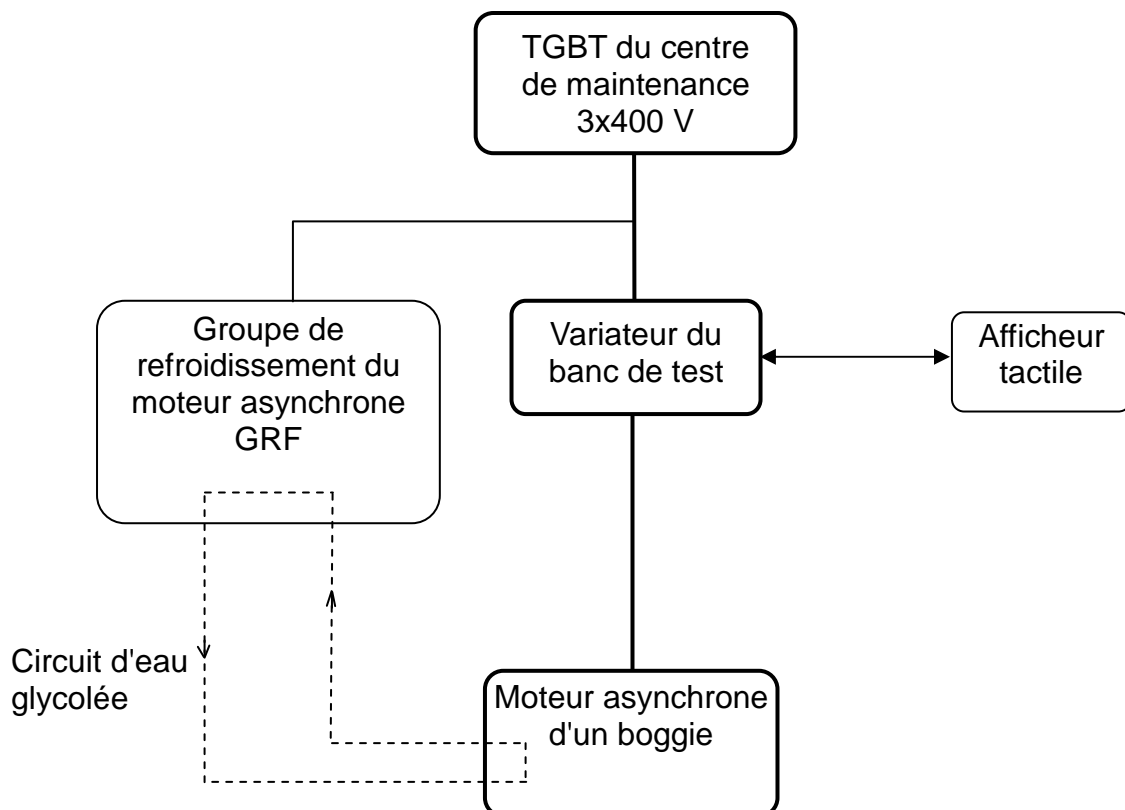 TGBT du centre
de maintenance
3x400 V
Groupe de
refroidissement du
moteur asynchrone
GRF
Variateur du
banc de test
Afficheur
tactile
Circuit d'eau
glycolée
Moteur asynchrone
d'un boggie